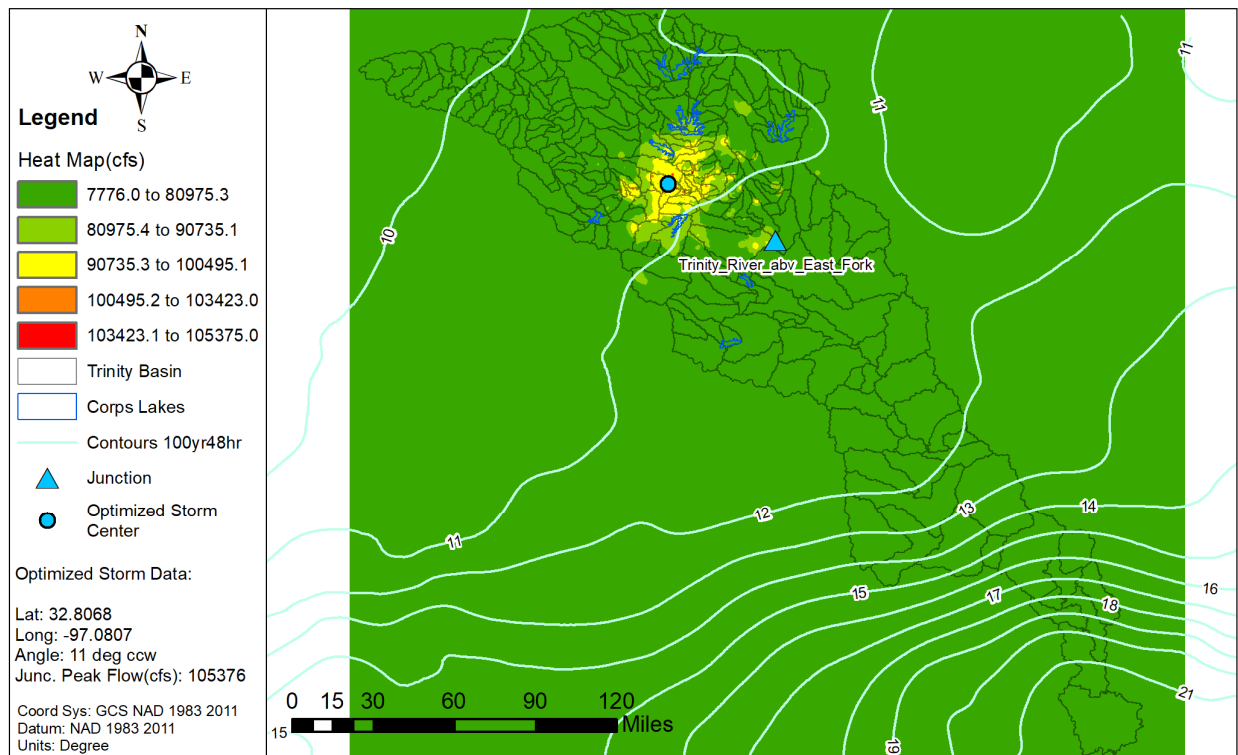 N
W E
S
Legend
Heat Map(cfs)
7776.0 to 80975.3
80975.4 to 90735.1
90735.3 to 100495.1
100495.2 to 103423.0
103423.1 to 105375.0
Trinity Basin
Corps Lakes
Contours 100yr48hr
Junction
Optimized Storm
Center
Optimized Storm Data:
Lat: 32.8068
Long: -97.0807
Angle: 11 deg ccw
Junc. Peak Flow(cfs): 105376
Coord Sys: GCS NAD 1983 2011
Datum: NAD 1983 2011
Units: Degree
11
11
10
Trinity_River_abv_East_Fork
11
12
13
14
15
16
17
18
19
21
15
0 15 30 60 90 120
Miles